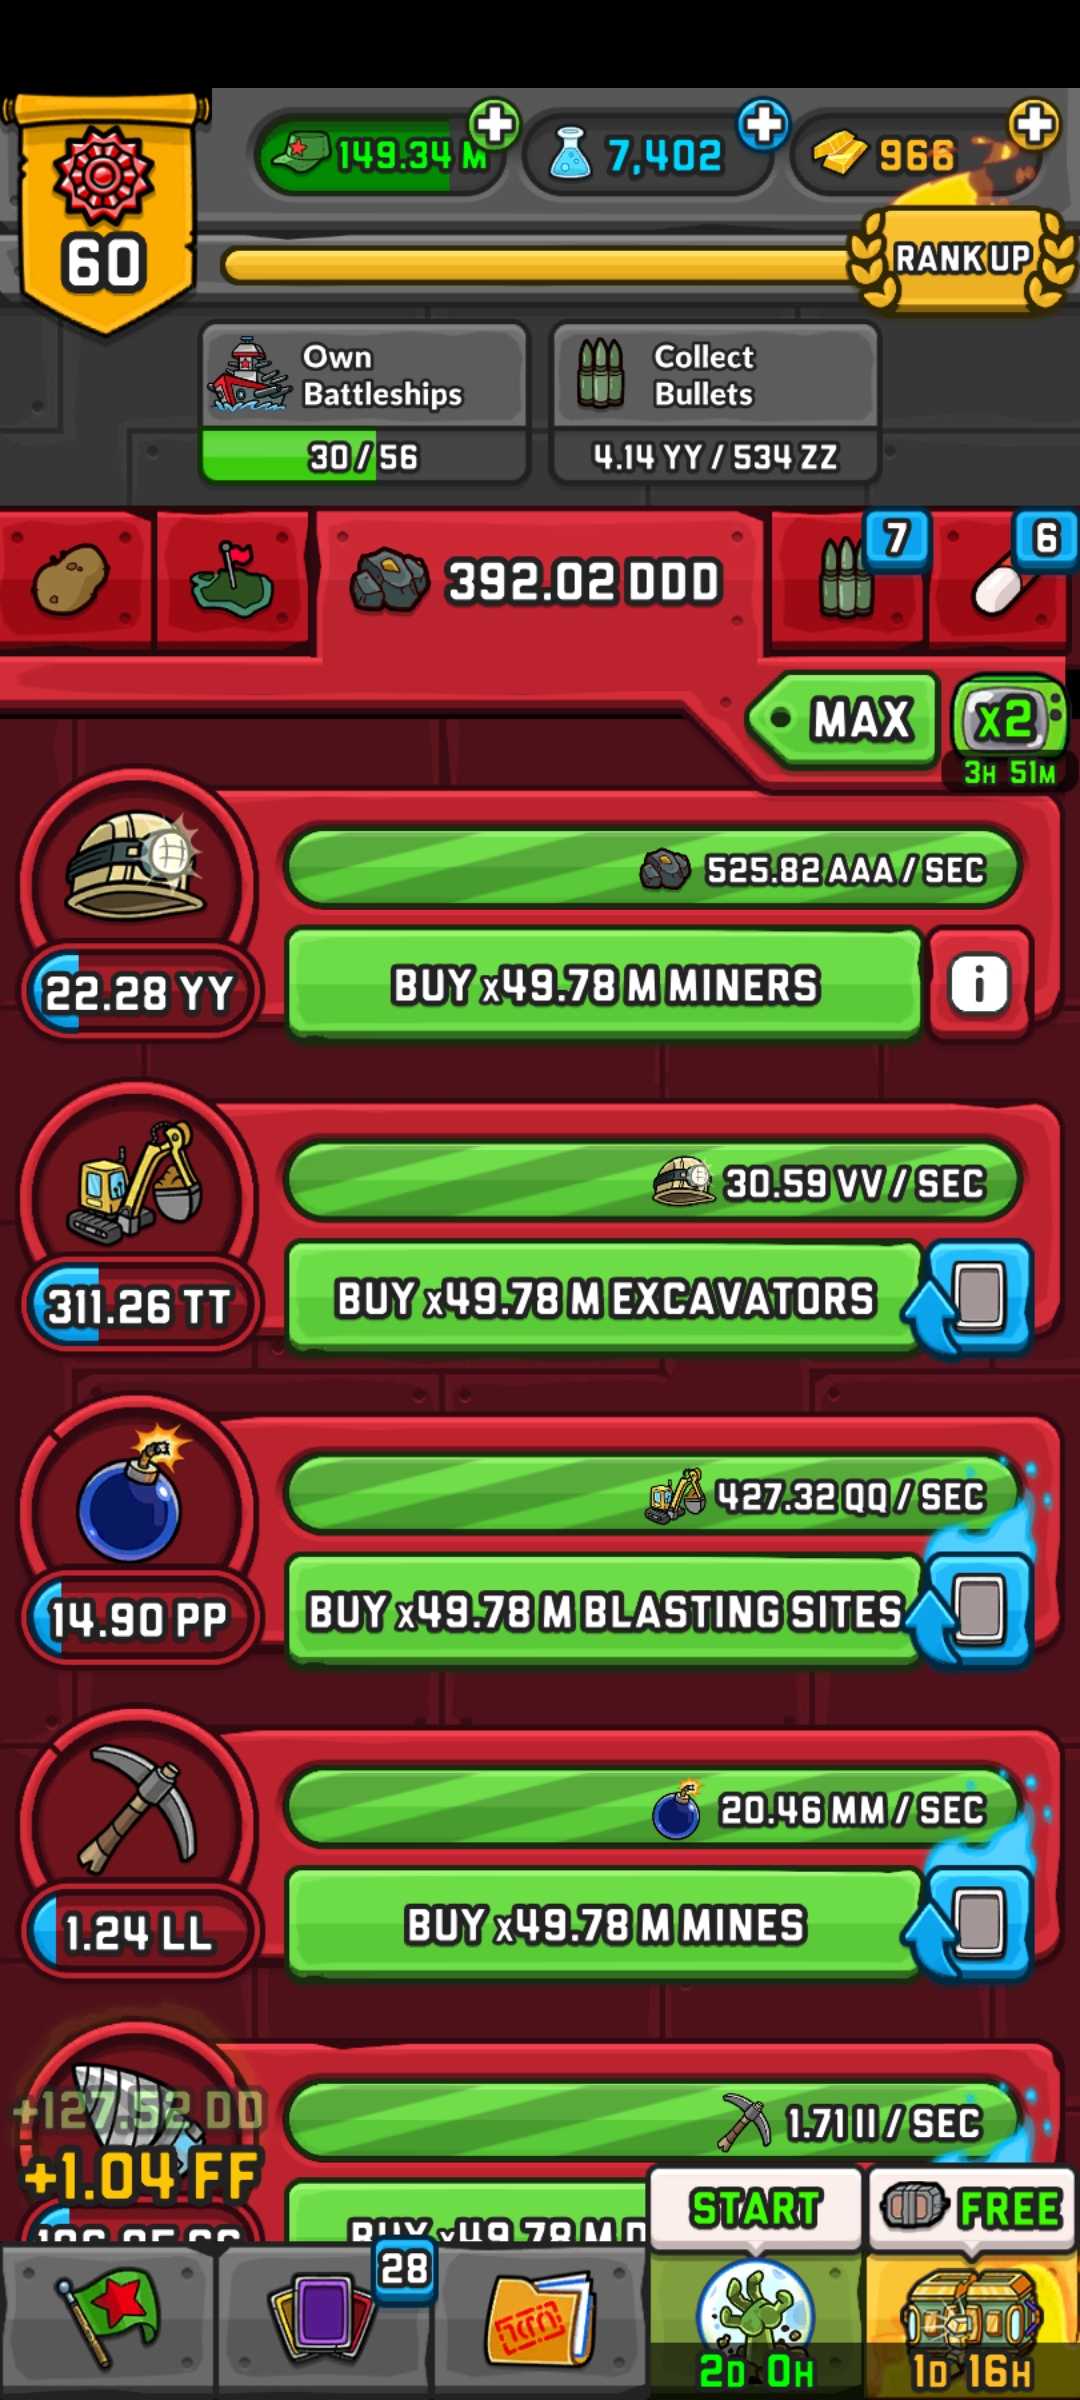 149.34 M
7,402
966
60
RANK UP
Own
Battleships
30 / 56
Collect
Bullets
4.14 YY / 534 ZZ
392.02 DDD
7
6
MAX
x2
3H 51M
525.82 AAA / SEC
22.28 YY
BUY x49.78 M MINERS
i
30.59 VV / SEC
311.26 TT
BUY x49.78 M EXCAVATORS
427.32 QQ / SEC
14.90 PP
BUY x49.78 M BLASTING SITES
20.46 MM / SEC
1.24 LL
BUY x49.78 M MINES
+127.52 DD
1.71 II / SEC
+1.04 FF
BUY x49.78 M D
START
FREE
28
2D 0H
1D 16H